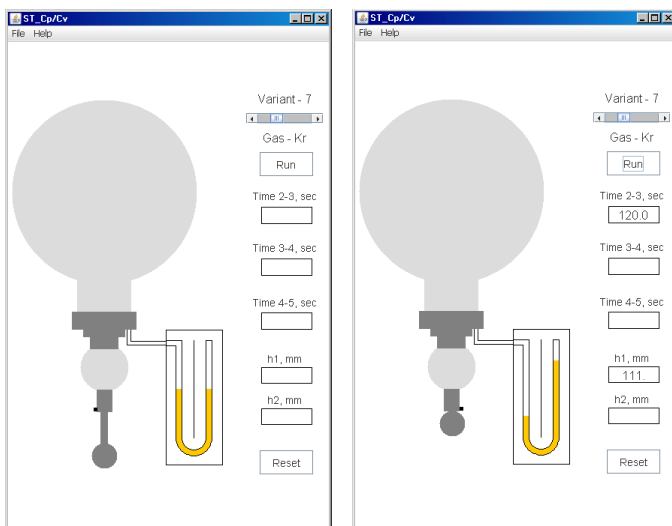 ST_Cp/Cv
File Help
Variant - 7
Gas - Kr
Run
Time 2-3, sec
Time 3-4, sec
Time 4-5, sec
h1, mm
h2, mm
Reset
ST_Cp/Cv
File Help
Variant - 7
Gas - Kr
Run
Time 2-3, sec
120.0
Time 3-4, sec
Time 4-5, sec
h1, mm
111.
h2, mm
Reset